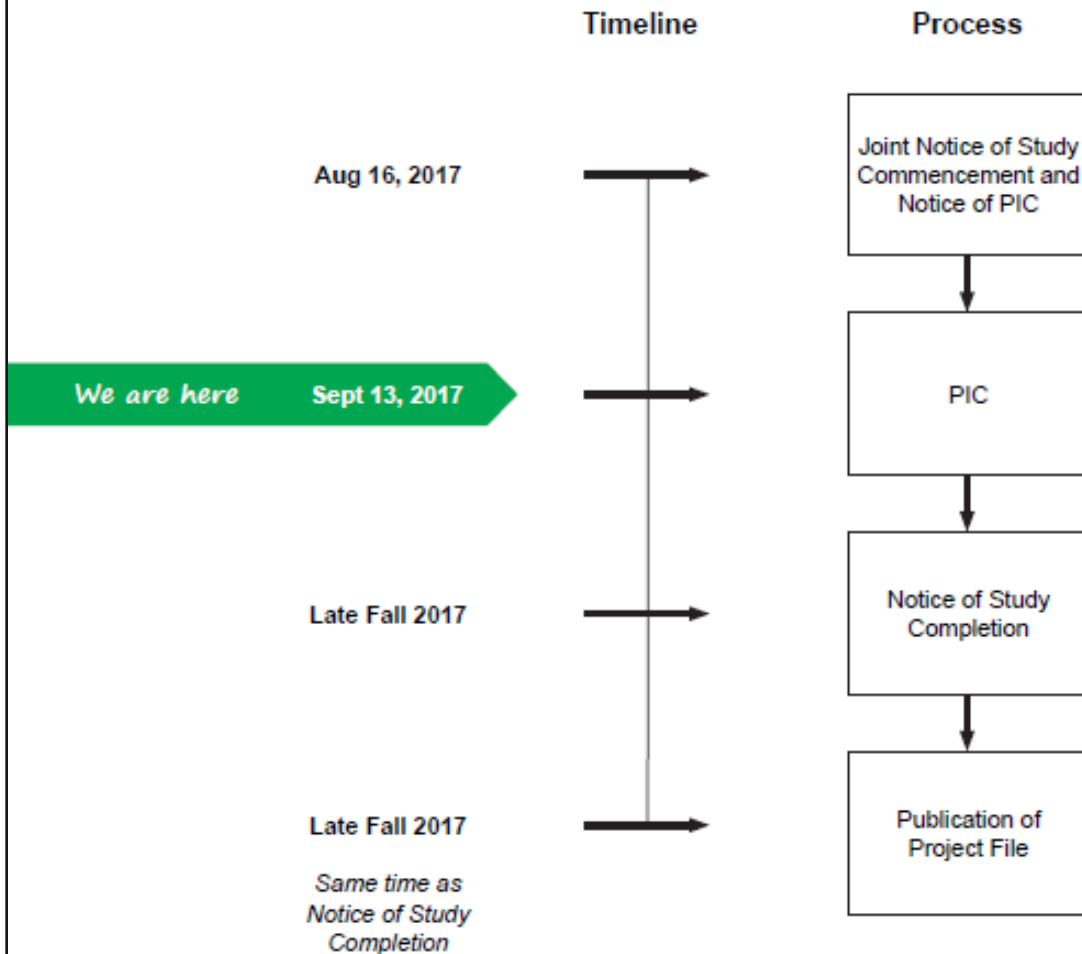 Timeline
Process
Aug 16, 2017
Joint Notice of Study
Commencement and
Notice of PIC
We are here
Sept 13, 2017
PIC
Late Fall 2017
Notice of Study
Completion
Late Fall 2017
Same time as
Notice of Study
Completion
Publication of
Project File